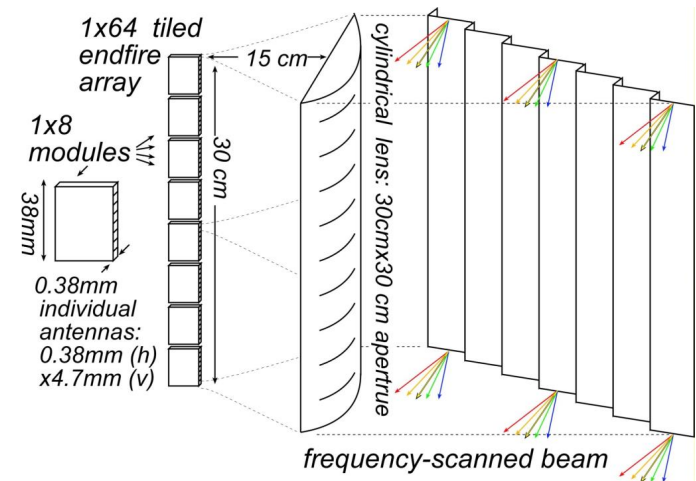 1x64 tiled
endfire
array
15 cm
1x8
modules
38mm
30 cm
0.38mm
individual
antennas:
0.38mm (h)
x4.7mm (v)
cylindrical lens: 30cmx30 cm apertrue
frequency-scanned beam